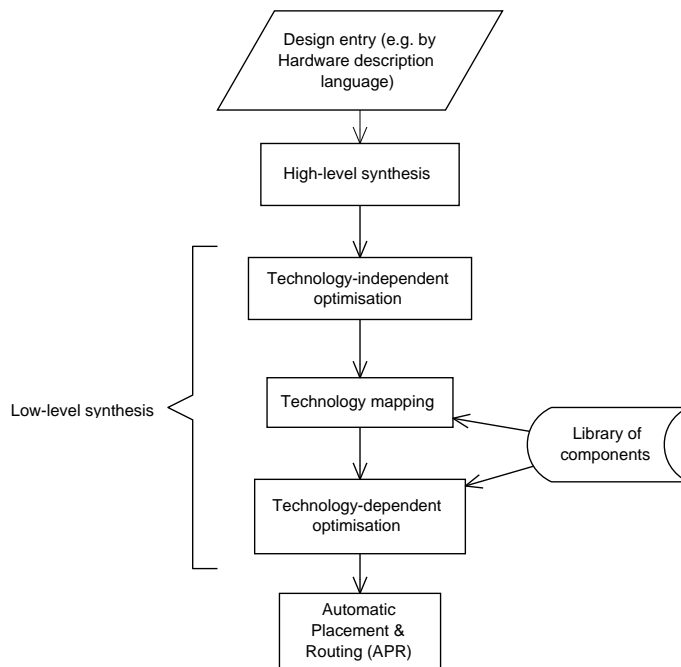 Design entry (e.g. by
Hardware description
language)
High-level synthesis
Technology-independent
optimisation
Low-level synthesis
Technology mapping
Library of
components
Technology-dependent
optimisation
Automatic
Placement &
Routing (APR)